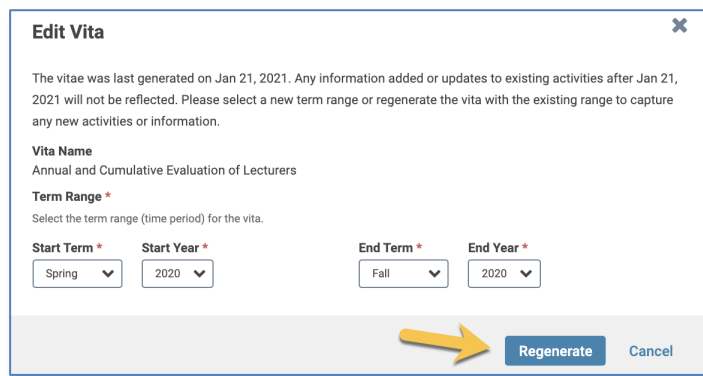 Edit Vita
The vitae was last generated on Jan 21, 2021. Any information added or updates to existing activities after Jan 21,
2021 will not be reflected. Please select a new term range or regenerate the vita with the existing range to capture
any new activities or information.
Vita Name
Annual and Cumulative Evaluation of Lecturers
Term Range *
Select the term range (time period) for the vita.
Start Term * Start Year * End Term * End Year *
Spring 2020 Fall 2020
Regenerate Cancel